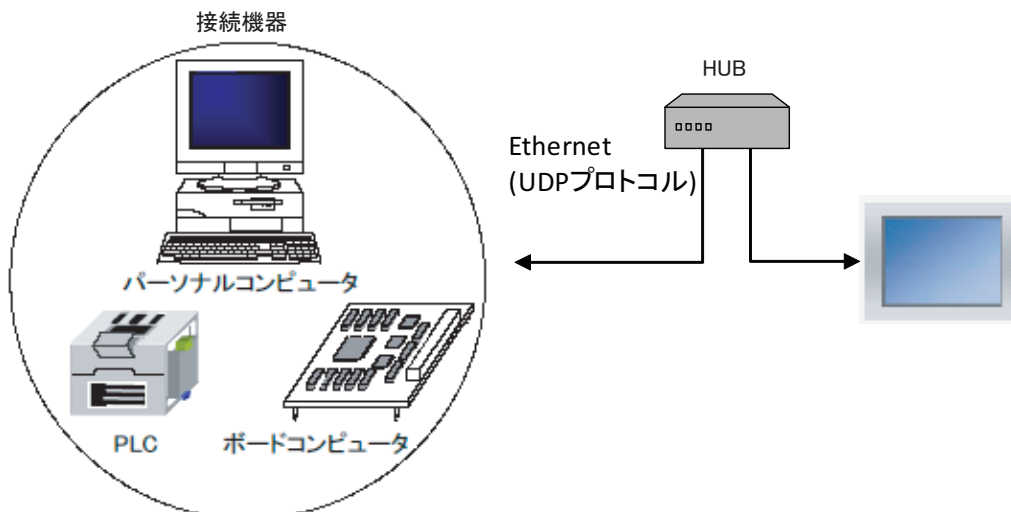 接続機器
HUB
Ethernet
(UDPプロトコル)
パーソナルコンピュータ
PLC
ボードコンピュータ